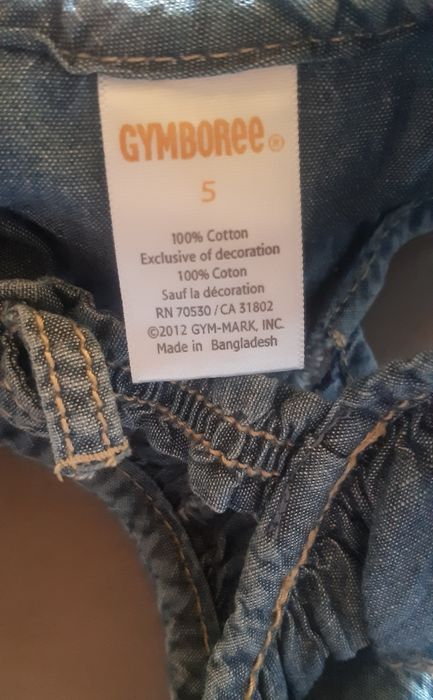 GYMBORee®
5
100% Cotton
Exclusive of decoration
100% Coton
Sauf la décoration
RN 70530 / CA 31802
©2012 GYM-MARK, INC.
Made in Bangladesh